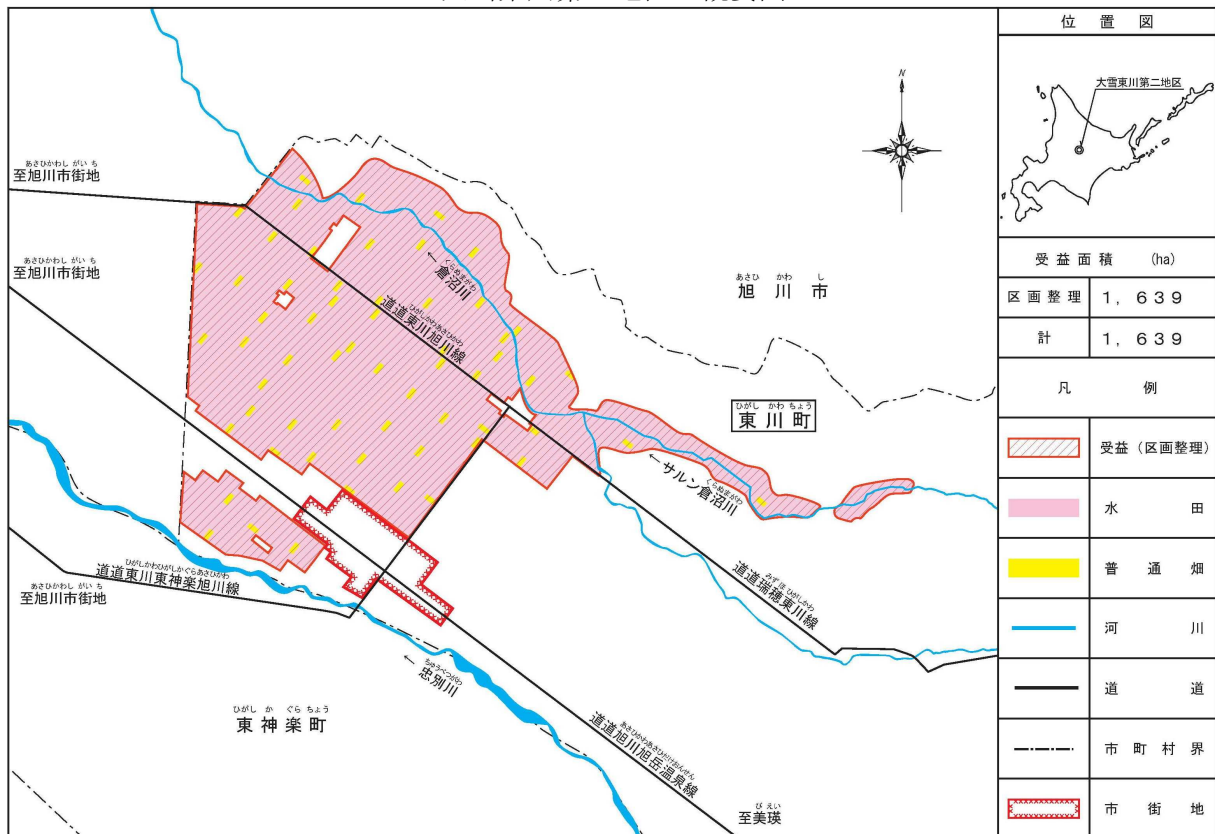 位置図
N
大雪東川第二地区
受益面積 (ha)
区画整理 1,639
計 1,639
凡例
受益（区画整理）
水田
普通畑
河川
道道
市町村界
市街地
あさひかわし がいち
至旭川市街地
あさひかわし がいち
至旭川市街地
くらぬまがわ
←倉沼川
ひがしかわあさひかわ
道道東川旭川線
あさひ かわ し
旭川市
ひがし かわ ちょう
東川町
くらぬまがわ
←サルン倉沼川
ひがしかわひがしかぐらあさひかわ
道道東川東神楽旭川線
あさひかわし がいち
至旭川市街地
みずほ ひがしかわ
道道瑞穂東川線
ちゅうべつがわ
←忠別川
ひがし か ぐら ちょう
東神楽町
あさひかわあさひだけおんせん
道道旭川旭岳温泉線
びえい
至美瑛